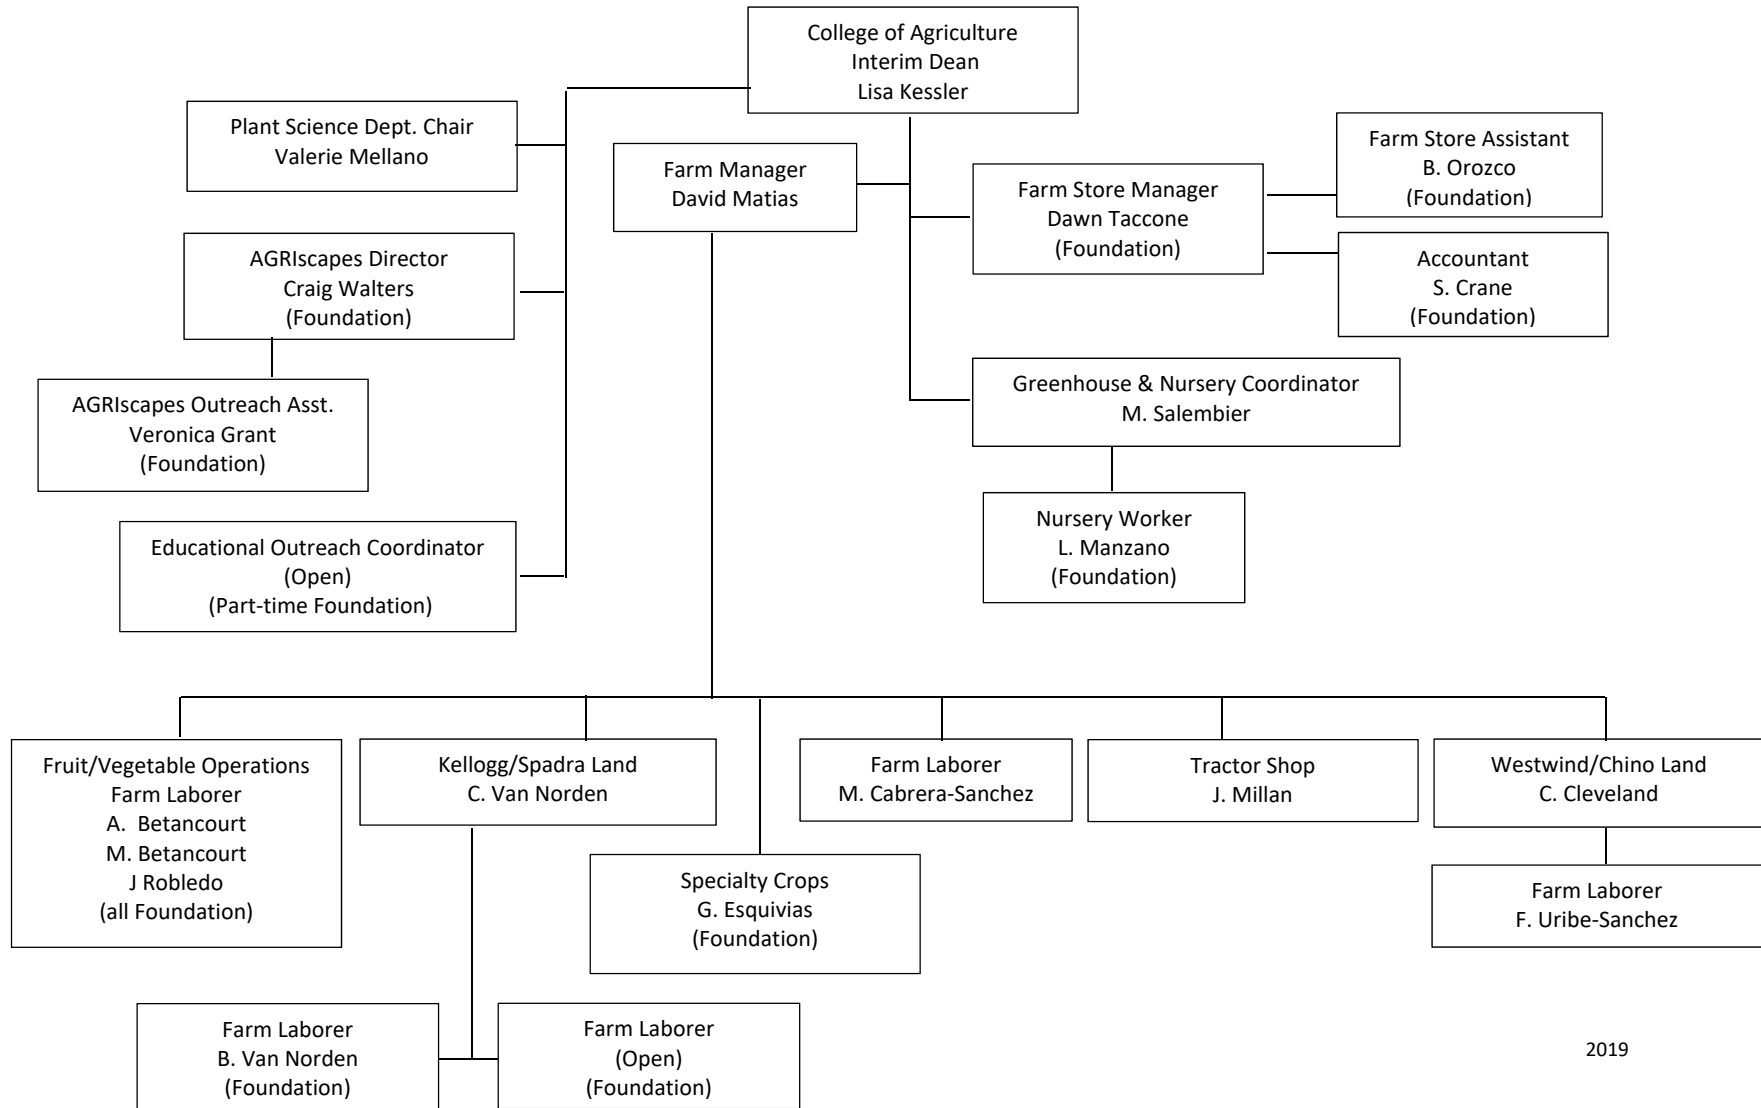 College of Agriculture
Interim Dean
Lisa Kessler
Plant Science Dept. Chair
Valerie Mellano
Farm Manager
David Matias
Farm Store Manager
Dawn Taccone
(Foundation)
Farm Store Assistant
B. Orozco
(Foundation)
Accountant
S. Crane
(Foundation)
AGRIscapes Director
Craig Walters
(Foundation)
AGRIscapes Outreach Asst.
Veronica Grant
(Foundation)
Greenhouse & Nursery Coordinator
M. Salembier
Nursery Worker
L. Manzano
(Foundation)
Educational Outreach Coordinator
(Open)
(Part-time Foundation)
Fruit/Vegetable Operations
Farm Laborer
A.  Betancourt
M. Betancourt
J Robledo
(all Foundation)
Kellogg/Spadra Land
C. Van Norden
Specialty Crops
G. Esquivias
(Foundation)
Farm Laborer
M. Cabrera-Sanchez
Tractor Shop
J. Millan
Westwind/Chino Land
C. Cleveland
Farm Laborer
F. Uribe-Sanchez
Farm Laborer
B. Van Norden
(Foundation)
Farm Laborer
(Open)
(Foundation)
2019